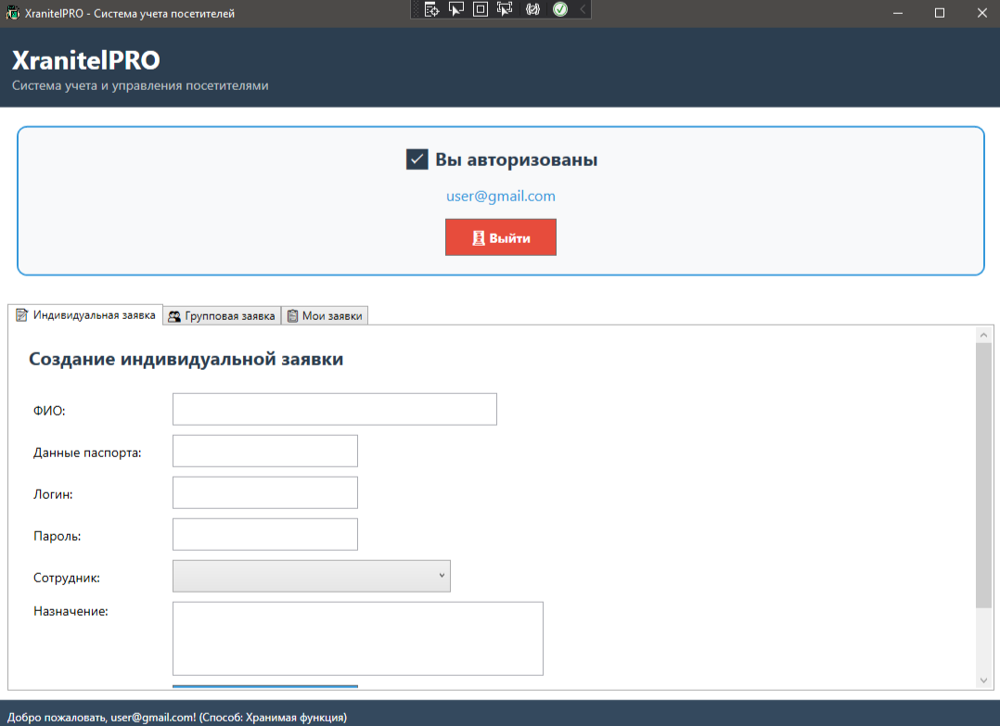 XranitelPRO - Система учета посетителей
XranitelPRO
Система учета и управления посетителями
Вы авторизованы
user@gmail.com
Выйти
Индивидуальная заявка
Групповая заявка
Мои заявки
Создание индивидуальной заявки
ФИО:
Данные паспорта:
Логин:
Пароль:
Сотрудник:
Назначение:
Добро пожаловать, user@gmail.com! (Способ: Хранимая функция)